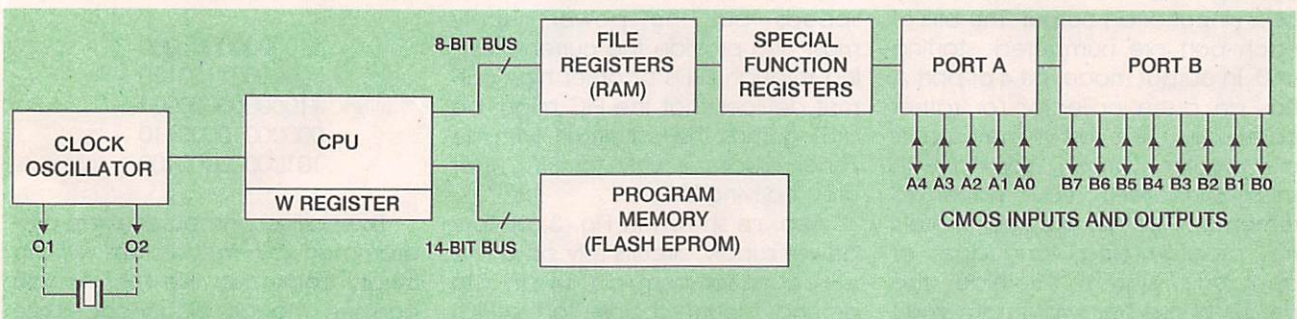 8-BIT BUS
FILE
REGISTERS
(RAM)
SPECIAL
FUNCTION
REGISTERS
PORT A
PORT B
CLOCK
OSCILLATOR
CPU
W REGISTER
A4 A3 A2 A1 A0
B7 B6 B5 B4 B3 B2 B1 B0
CMOS INPUTS AND OUTPUTS
PROGRAM
MEMORY
(FLASH EPROM)
14-BIT BUS
O1
O2